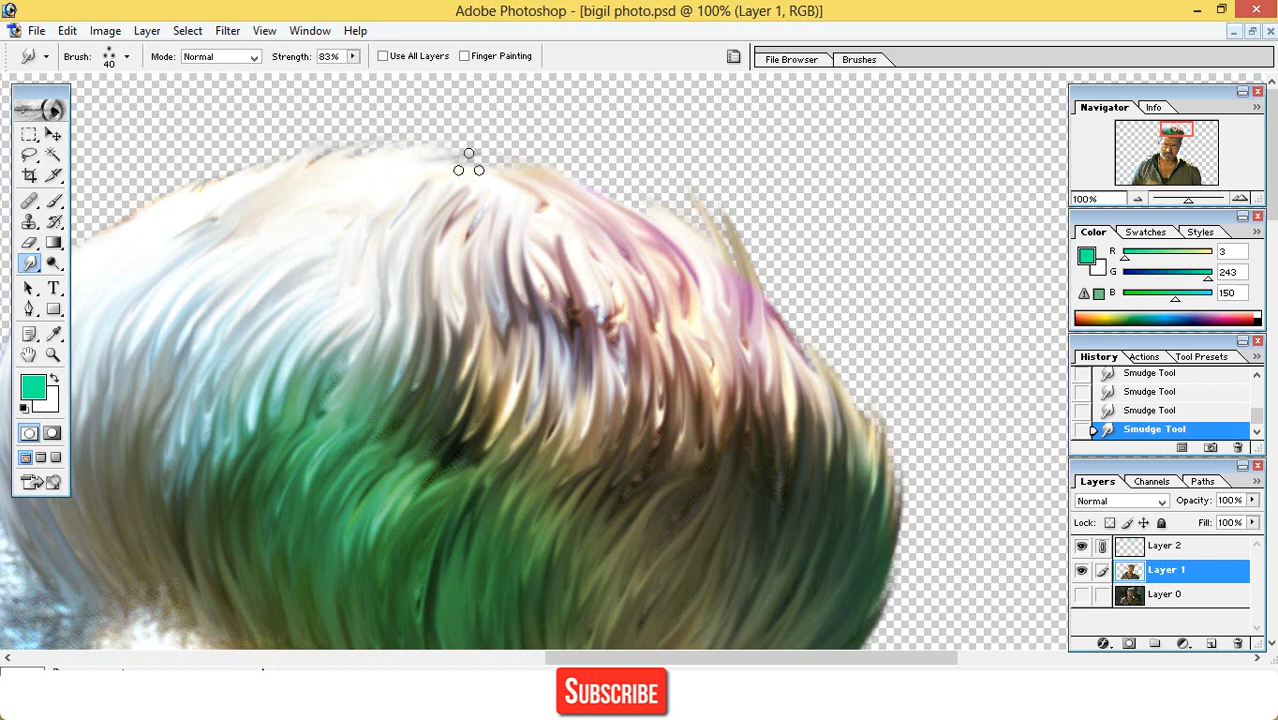 Adobe Photoshop - [bigil photo.psd @ 100% (Layer 1, RGB)]
File Edit Image Layer Select Filter View Window Help
Brush: 40 Mode: Normal Strength: 83% Use All Layers Finger Painting File Browser Brushes
Navigator Info
100%
Color Swatches Styles
R 3
G 243
B 150
History Actions Tool Presets
Smudge Tool
Smudge Tool
Smudge Tool
Smudge Tool
Layers Channels Paths
Normal Opacity: 100%
Lock: Fill: 100%
Layer 2
Layer 1
Layer 0
SUBSCRIBE